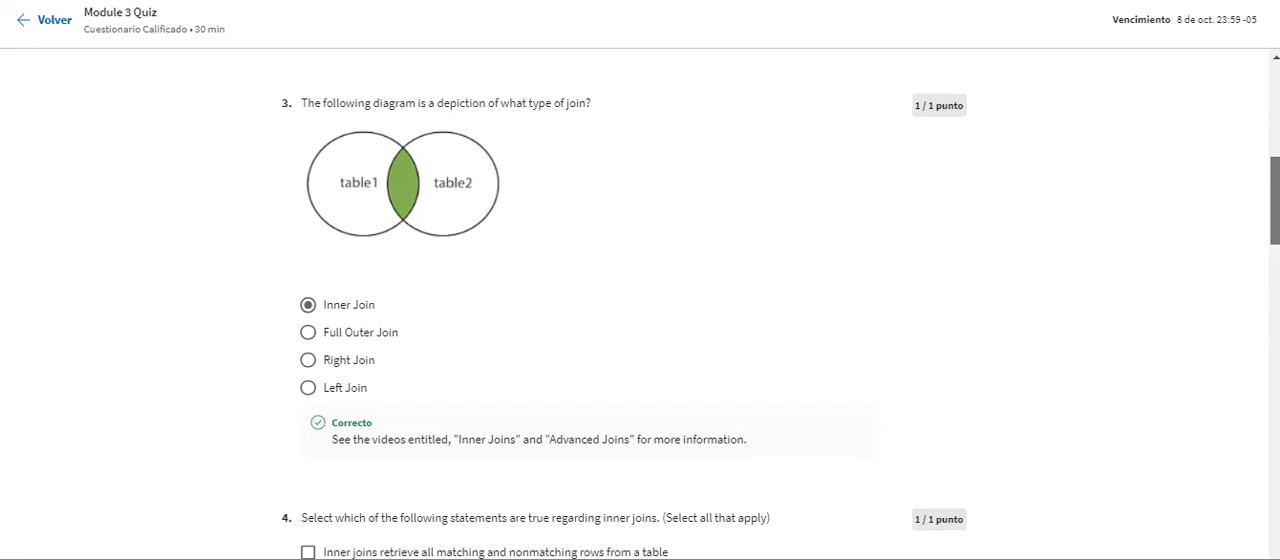 Volver
Module 3 Quiz
Cuestionario Calificado • 30 min
Vencimiento 8 de oct. 23:59 -05
3. The following diagram is a depiction of what type of join?
1 / 1 punto
table1
table2
Inner Join
Full Outer Join
Right Join
Left Join
Correcto
See the videos entitled, "Inner Joins" and "Advanced Joins" for more information.
4. Select which of the following statements are true regarding inner joins. (Select all that apply)
1 / 1 punto
Inner joins retrieve all matching and nonmatching rows from a table